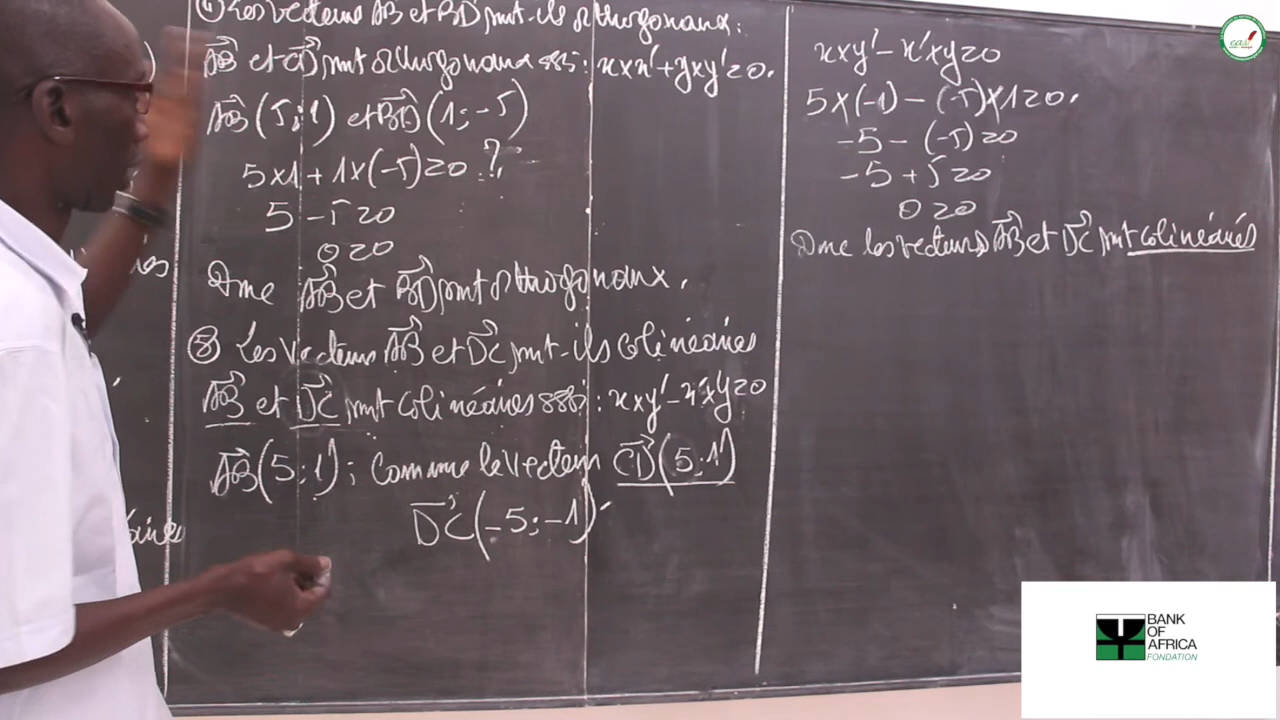 ④ Les vecteurs AB et BD sont-ils orthogonaux.
AB et CD sont orthogonaux ssi : x×x'+y×y'=0.
AB(5;1) et BD(1;-5)
5×1+1×(-5)=0 ?
5-5=0
0=0
Donc AB et BD sont orthogonaux.
⑤ Les vecteurs AB et DC sont-ils colinéaires
AB et DC sont colinéaires ssi : x×y'-x'×y=0
AB(5;1); Comme le vecteur CD(5;1)
DC(-5;-1)
x×y'-x'×y=0
5×(-1)-(-5)×1=0.
-5-(-5)=0
-5+5=0
0=0
Donc les vecteurs AB et DC sont colinéaires
BANK
OF
AFRICA
FONDATION